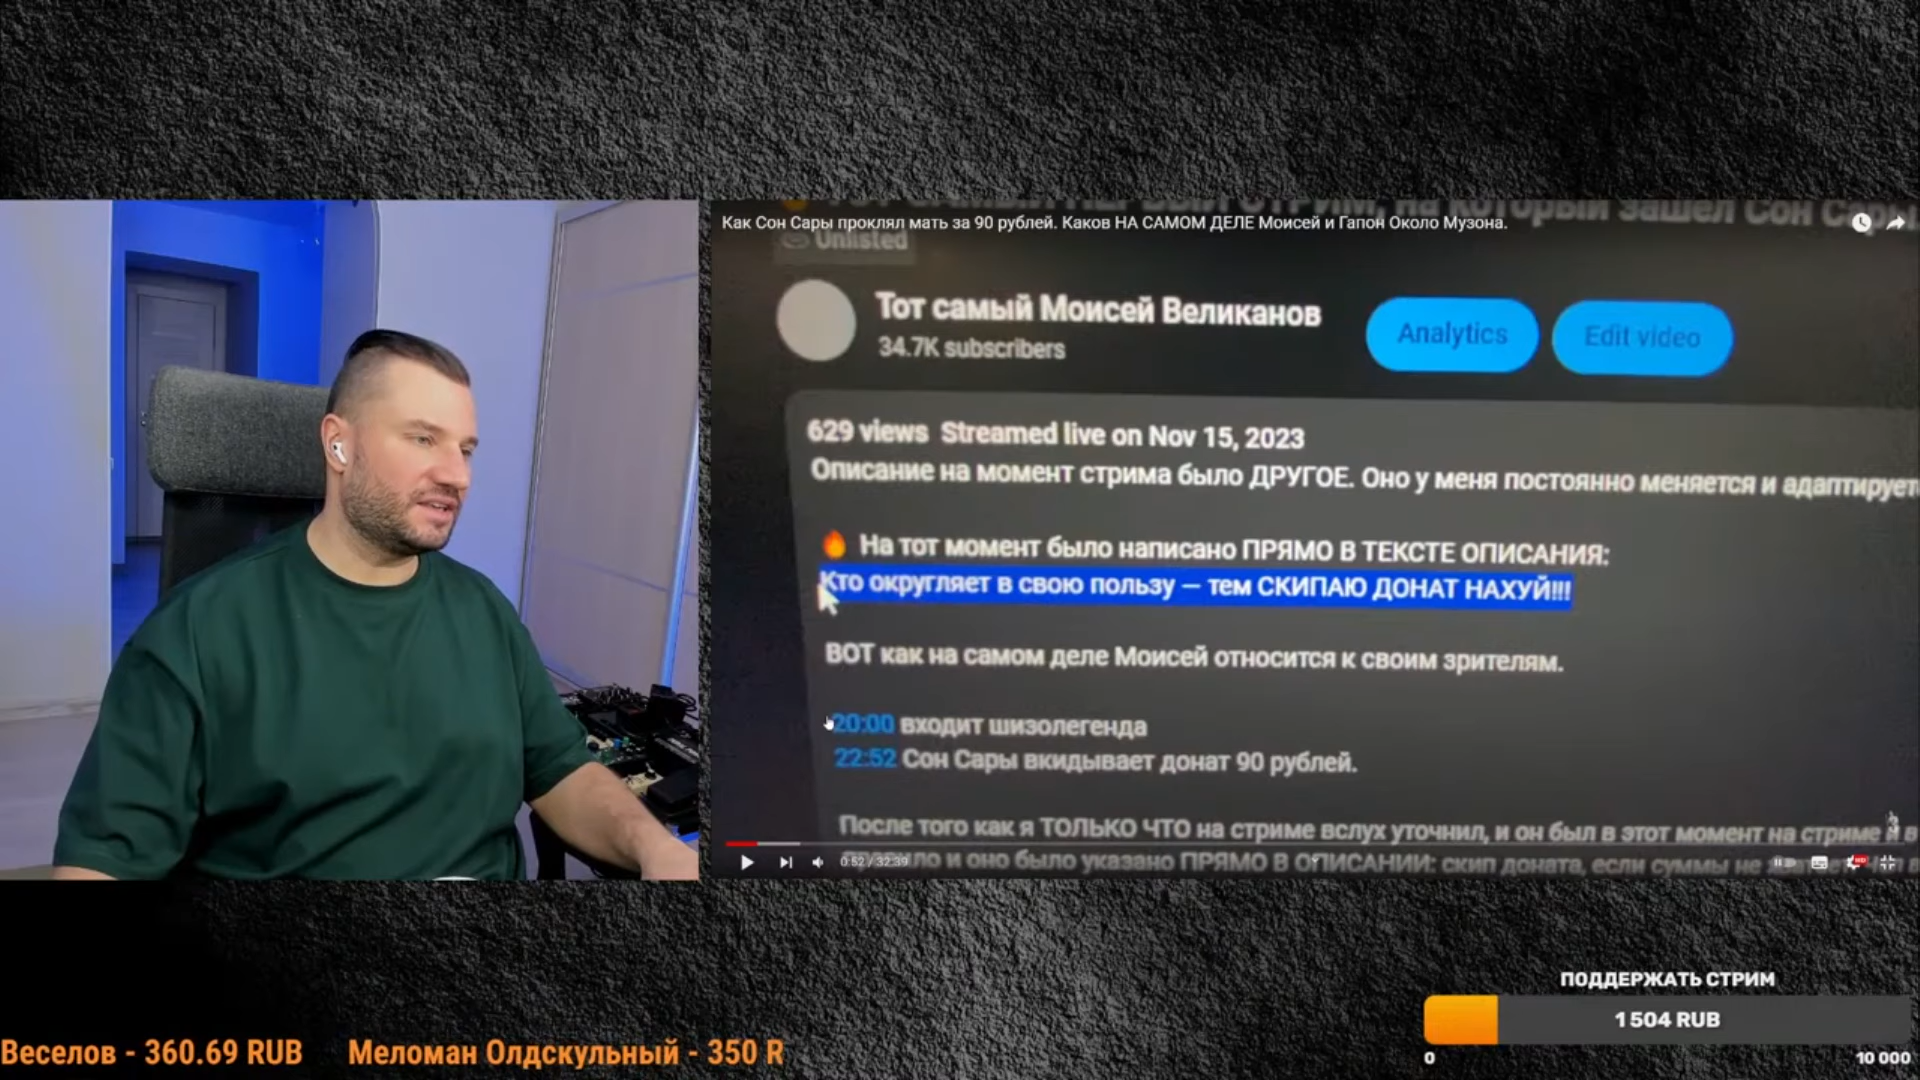 Как Сон Сары проклял мать за 90 рублей. Каков НА САМОМ ДЕЛЕ Моисей и Гапон Около Музона.
который зашёл Сон Сары
Unlisted
Тот самый Моисей Великанов
34.7K subscribers
Analytics
Edit video
629 views Streamed live on Nov 15, 2023
Описание на момент стрима было ДРУГОЕ. Оно у меня постоянно меняется и адаптирует
🔥 На тот момент было написано ПРЯМО В ТЕКСТЕ ОПИСАНИЯ:
Кто округляет в свою пользу — тем СКИПАЮ ДОНАТ НАХУЙ!!!
ВОТ как на самом деле Моисей относится к своим зрителям.
20:00 входит шизолегенда
22:52 Сон Сары вкидывает донат 90 рублей.
После того как я ТОЛЬКО ЧТО на стриме вслух уточнил, и он был в этот момент на стриме и в
и оно было указано ПРЯМО В ОПИСАНИИ: скип доната, если суммы не
0:52 / 32:39
ПОДДЕРЖАТЬ СТРИМ
1 504 RUB
0
10 000
Веселов - 360.69 RUB Меломан Олдскульный - 350 R